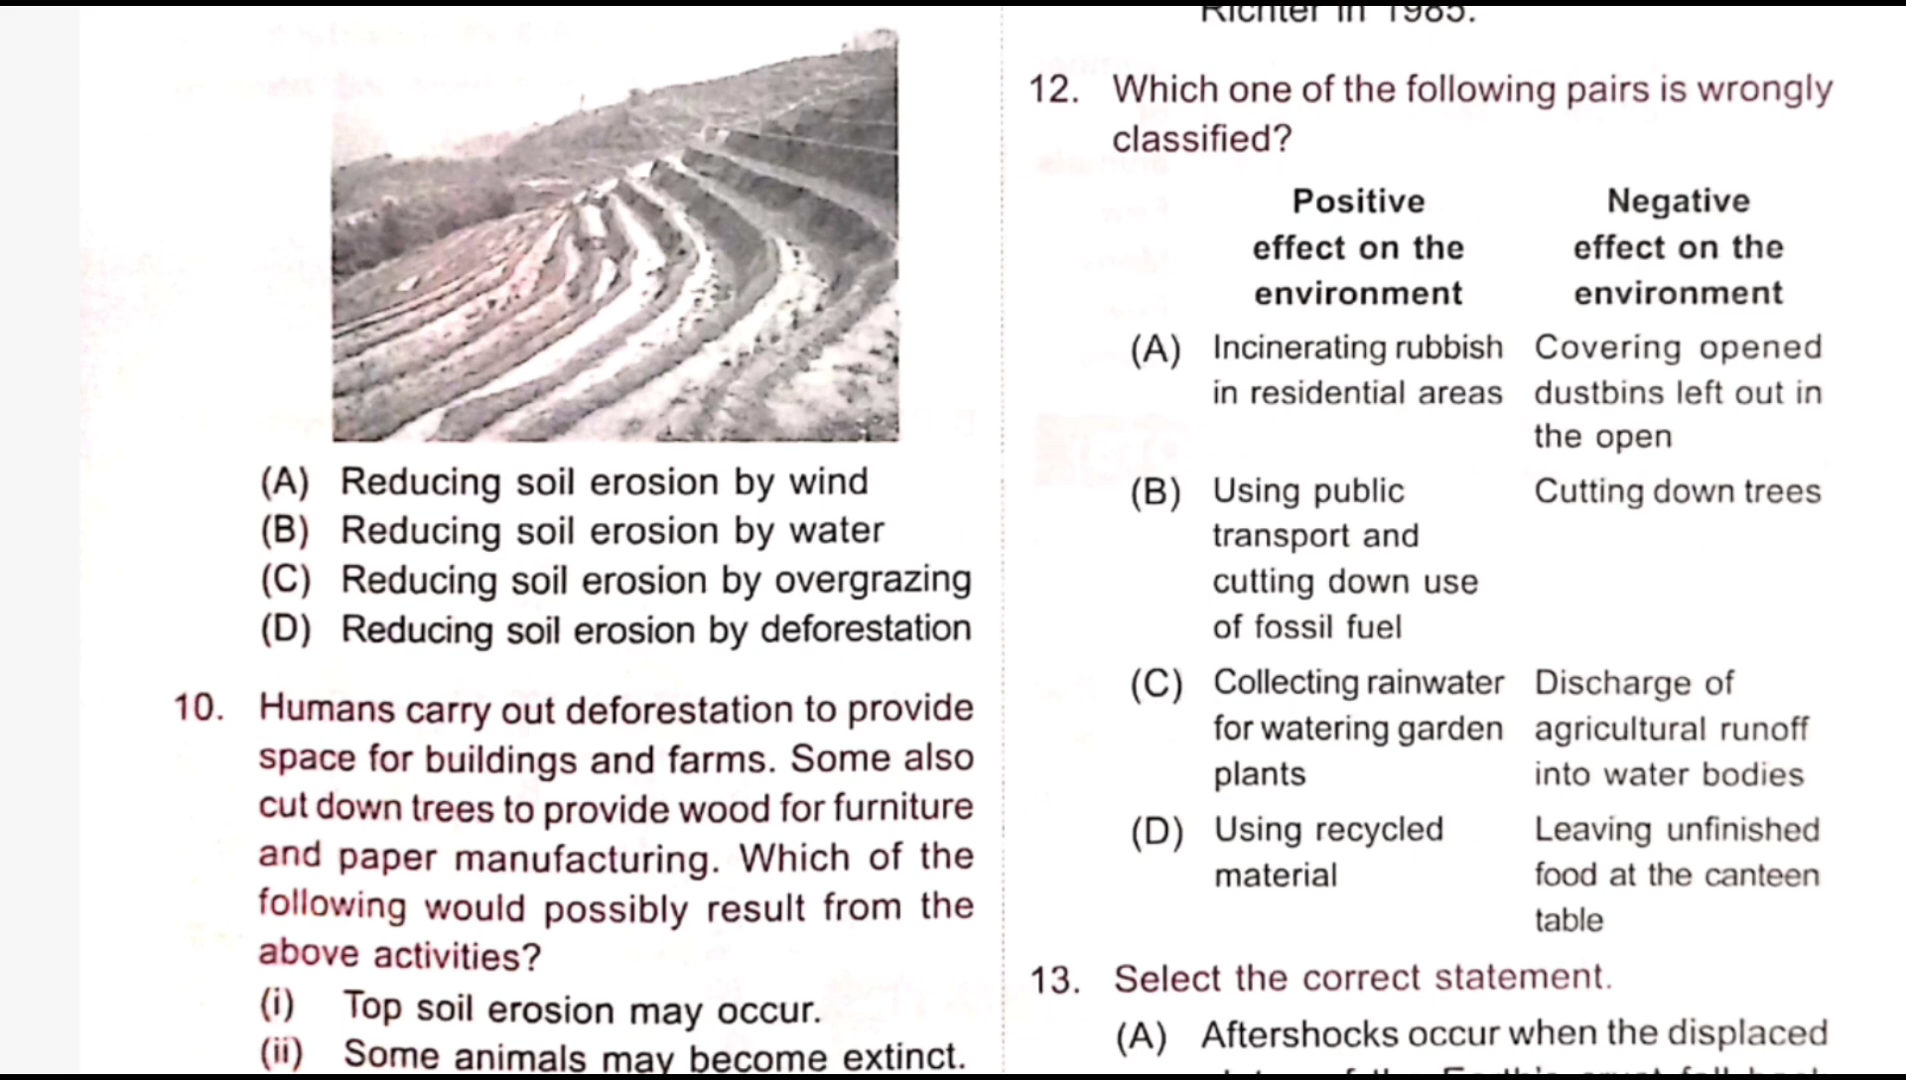 (A) Reducing soil erosion by wind
(B) Reducing soil erosion by water
(C) Reducing soil erosion by overgrazing
(D) Reducing soil erosion by deforestation
10. Humans carry out deforestation to provide
space for buildings and farms. Some also
cut down trees to provide wood for furniture
and paper manufacturing. Which of the
following would possibly result from the
above activities?
(i) Top soil erosion may occur.
(ii) Some animals may become extinct.
Richter in 1985.
12. Which one of the following pairs is wrongly
classified?
Positive Negative
effect on the effect on the
environment environment
(A) Incinerating rubbish Covering opened
in residential areas dustbins left out in
the open
(B) Using public Cutting down trees
transport and
cutting down use
of fossil fuel
(C) Collecting rainwater Discharge of
for watering garden agricultural runoff
plants into water bodies
(D) Using recycled Leaving unfinished
material food at the canteen
table
13. Select the correct statement.
(A) Aftershocks occur when the displaced